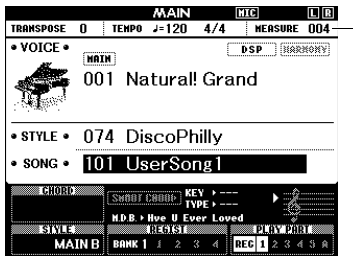 MAIN MIC L R
TRANSPOSE 0 TEMPO ♩=120 4/4 MEASURE 004
• VOICE • DSP HARMONY
MAIN
001 Natural! Grand
• STYLE • 074 DiscoPhilly
• SONG • 101 UserSong1
CHORD SMART CHORD KEY ▸ ---
TYPE ▸ ---
M.D.B. ▸ Hve U Ever Loved
STYLE REGIST PLAY PART
MAIN B BANK 1 1 2 3 4 REC 1 2 3 4 5 A